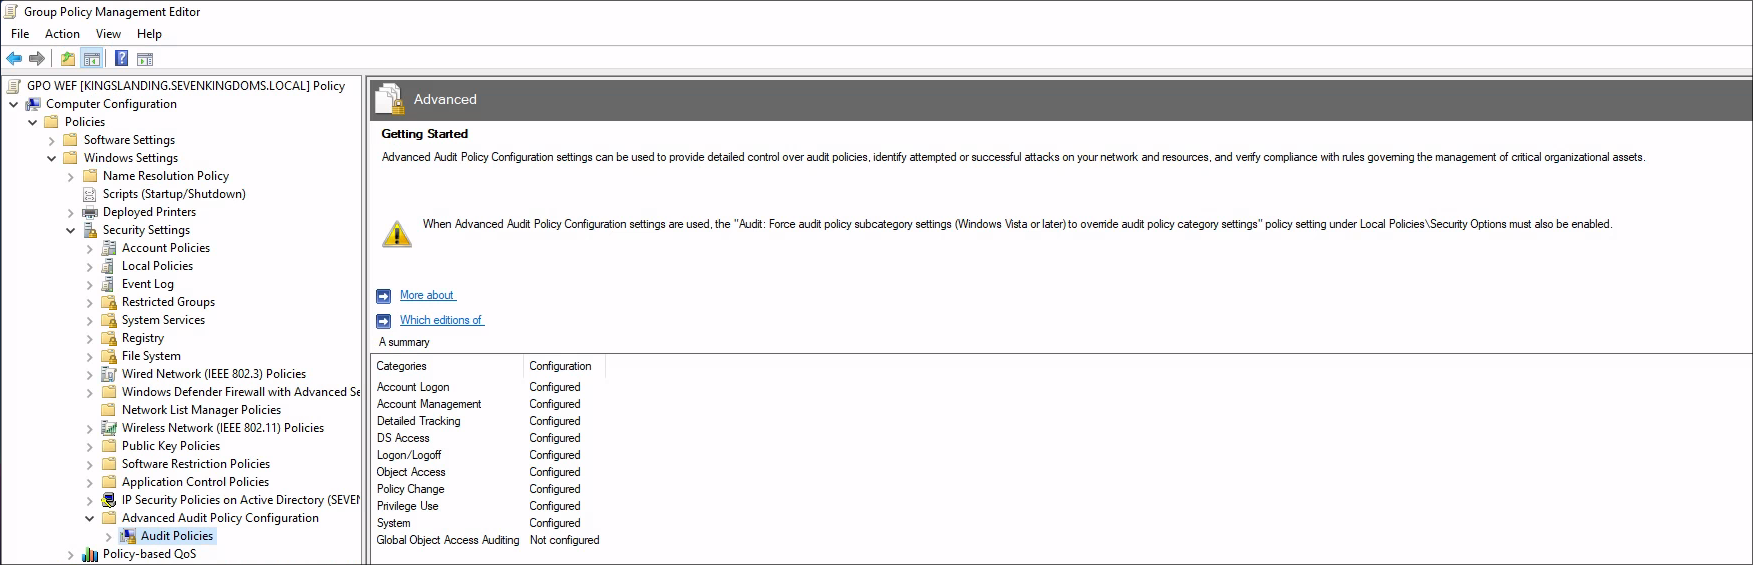 Group Policy Management Editor
File Action View Help
GPO WEF [KINGSLANDING.SEVENKINGDOMS.LOCAL] Policy
Computer Configuration
Policies
Software Settings
Windows Settings
Name Resolution Policy
Scripts (Startup/Shutdown)
Deployed Printers
Security Settings
Account Policies
Local Policies
Event Log
Restricted Groups
System Services
Registry
File System
Wired Network (IEEE 802.3) Policies
Windows Defender Firewall with Advanced Se
Network List Manager Policies
Wireless Network (IEEE 802.11) Policies
Public Key Policies
Software Restriction Policies
Application Control Policies
IP Security Policies on Active Directory (SEVEN
Advanced Audit Policy Configuration
Audit Policies
Policy-based QoS
Advanced
Getting Started
Advanced Audit Policy Configuration settings can be used to provide detailed control over audit policies, identify attempted or successful attacks on your network and resources, and verify compliance with rules governing the management of critical organizational assets.
When Advanced Audit Policy Configuration settings are used, the "Audit: Force audit policy subcategory settings (Windows Vista or later) to override audit policy category settings" policy setting under Local Policies\Security Options must also be enabled.
More about
Which editions of
A summary
Categories Configuration
Account Logon Configured
Account Management Configured
Detailed Tracking Configured
DS Access Configured
Logon/Logoff Configured
Object Access Configured
Policy Change Configured
Privilege Use Configured
System Configured
Global Object Access Auditing Not configured